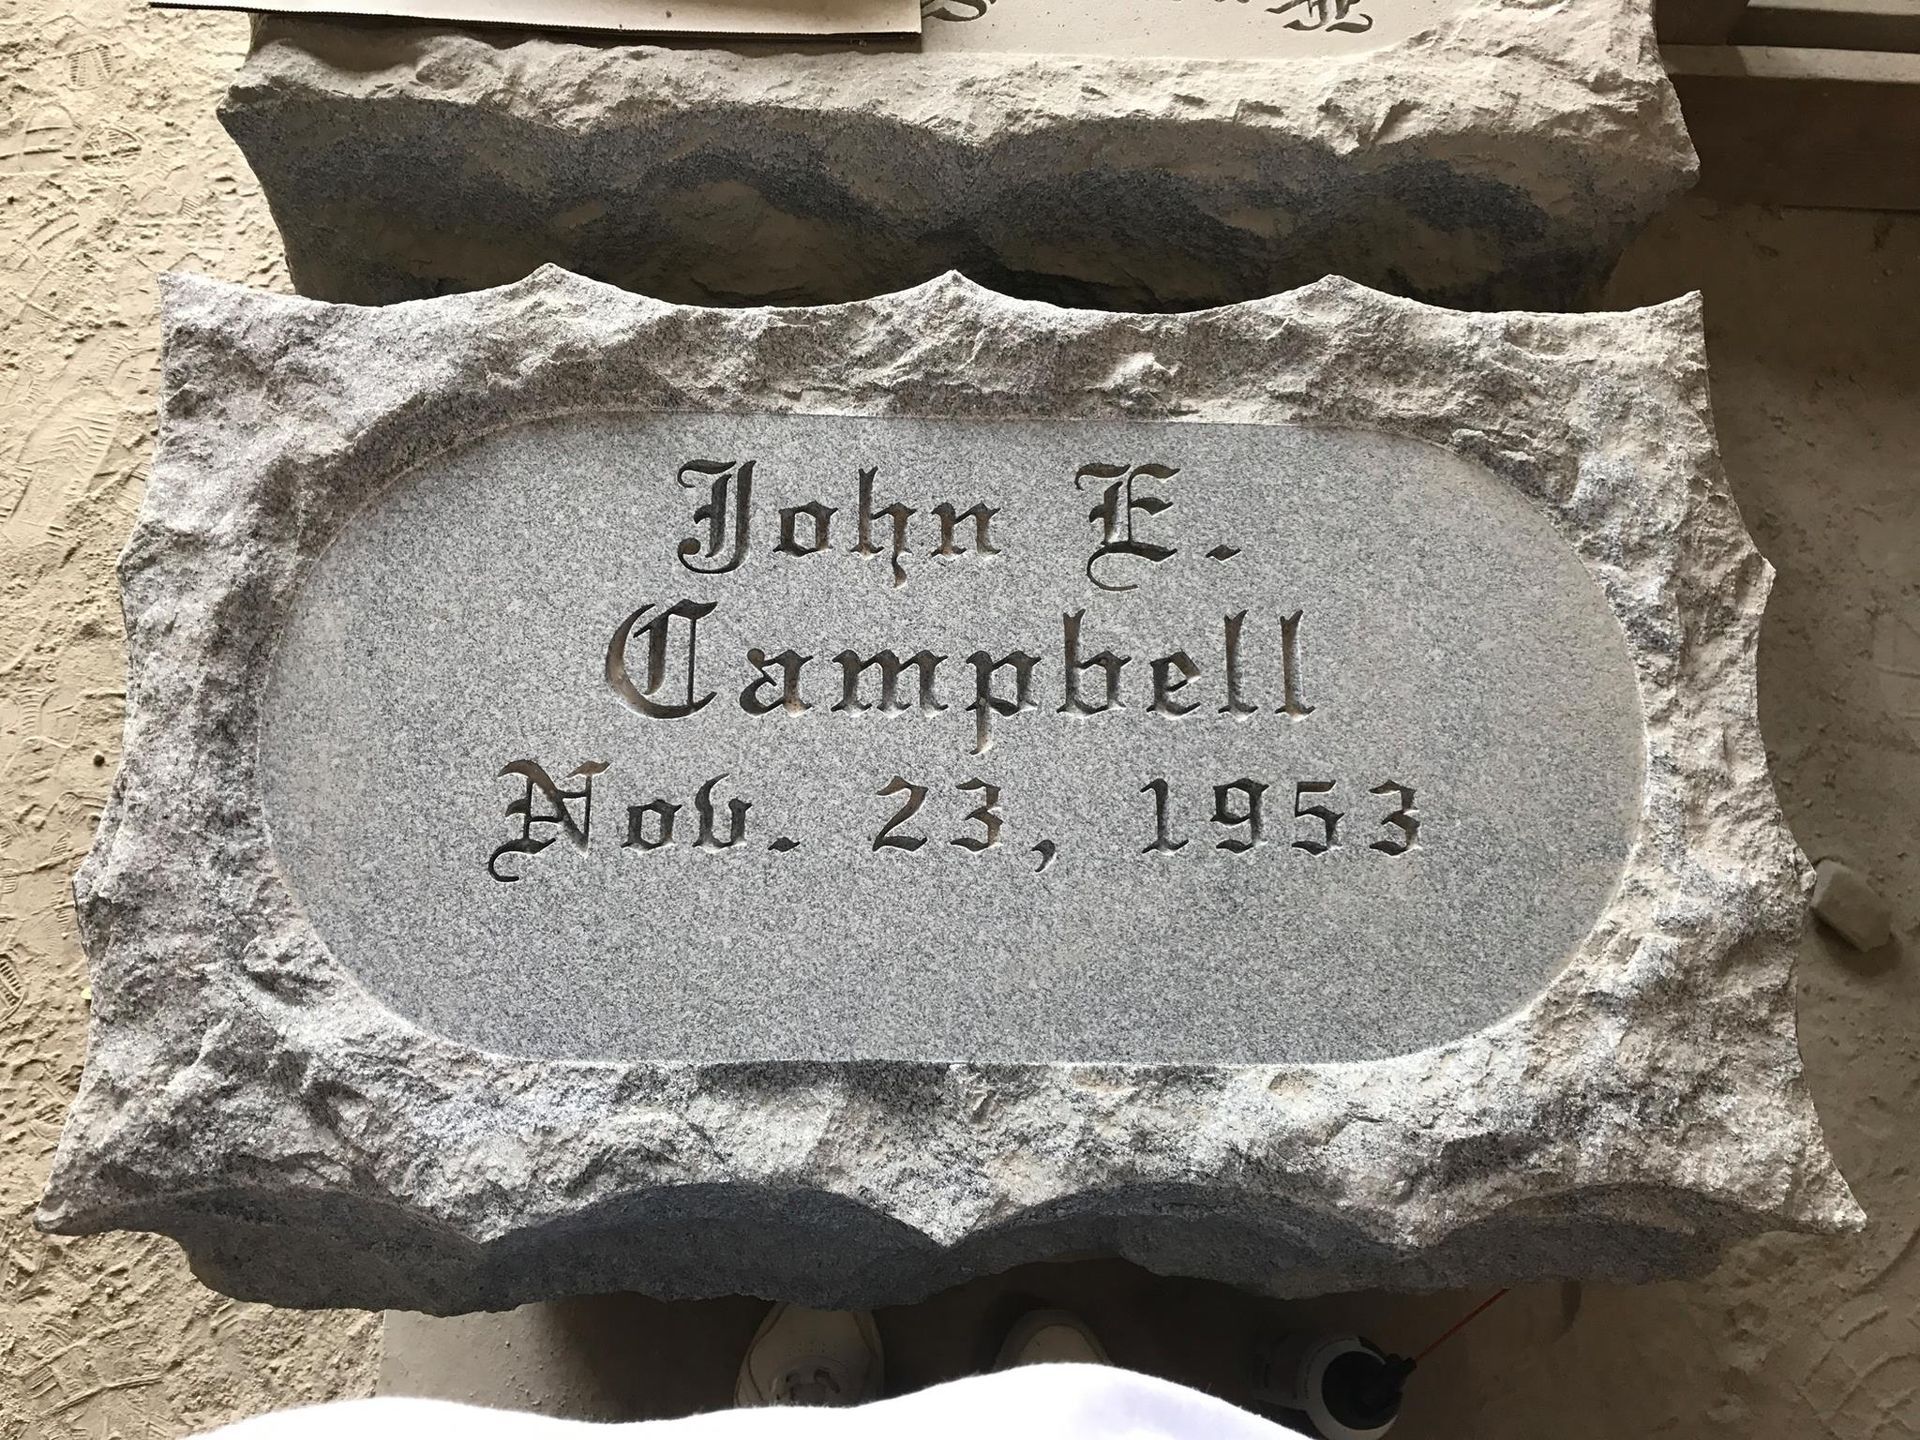 John E.
Campbell
Nov. 23, 1953